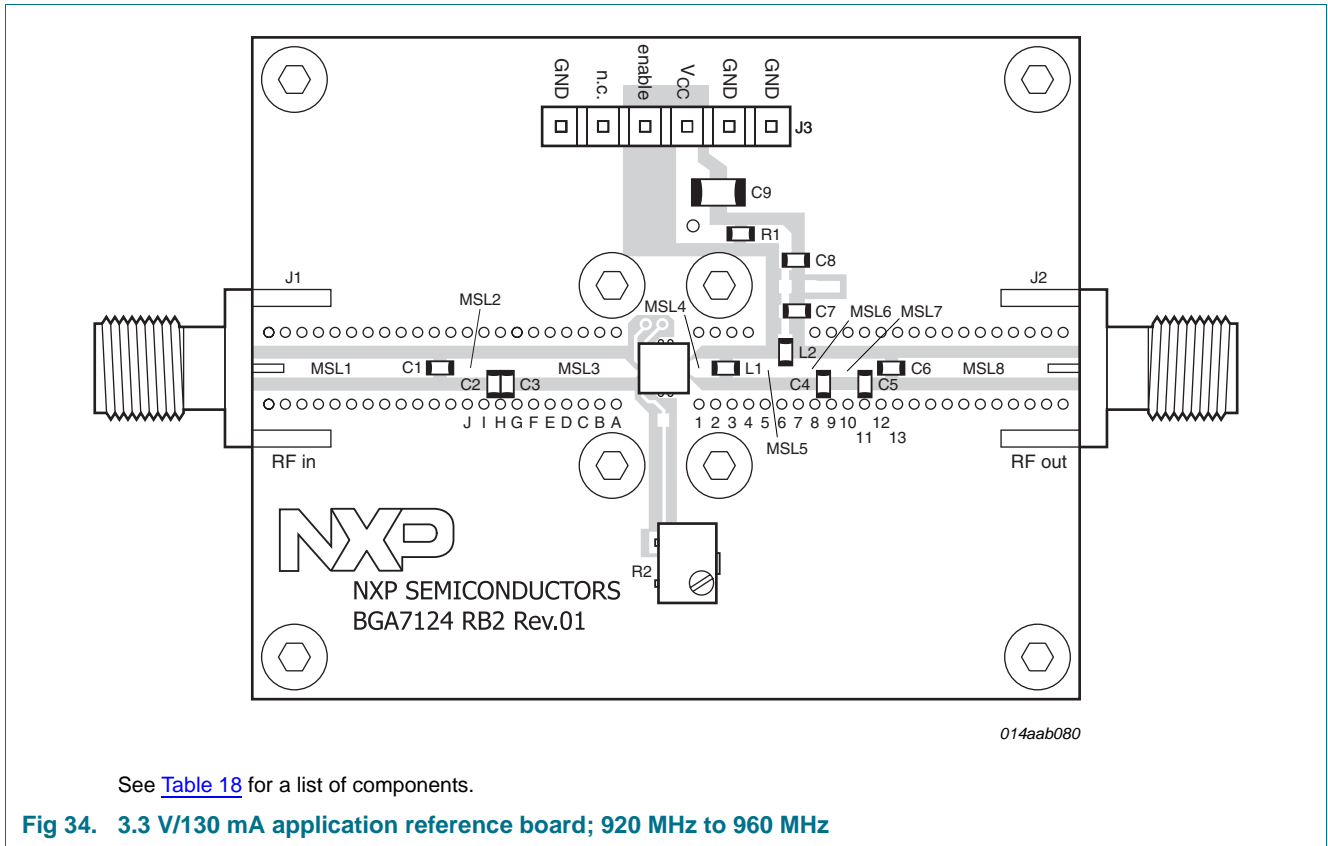 GND n.c. enable VCC GND GND
J3
C9
R1
C8
J1
J2
MSL2
MSL4
C7
MSL6
MSL7
MSL1
C1
MSL3
L1
L2
C6
MSL8
C2
C3
C4
C5
J I H G F E D C B A
1 2 3 4 5 6 7 8 9 10 12
11 13
MSL5
RF in
RF out
NXP
R2
NXP SEMICONDUCTORS
BGA7124 RB2 Rev.01
014aab080
See Table 18 for a list of components.
Fig 34. 3.3 V/130 mA application reference board; 920 MHz to 960 MHz